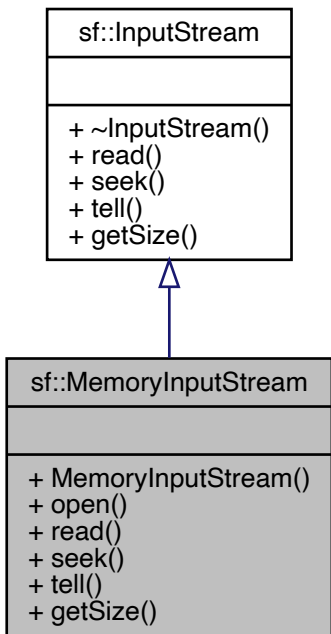 sf::InputStream
+ ~InputStream()
+ read()
+ seek()
+ tell()
+ getSize()
sf::MemoryInputStream
+ MemoryInputStream()
+ open()
+ read()
+ seek()
+ tell()
+ getSize()